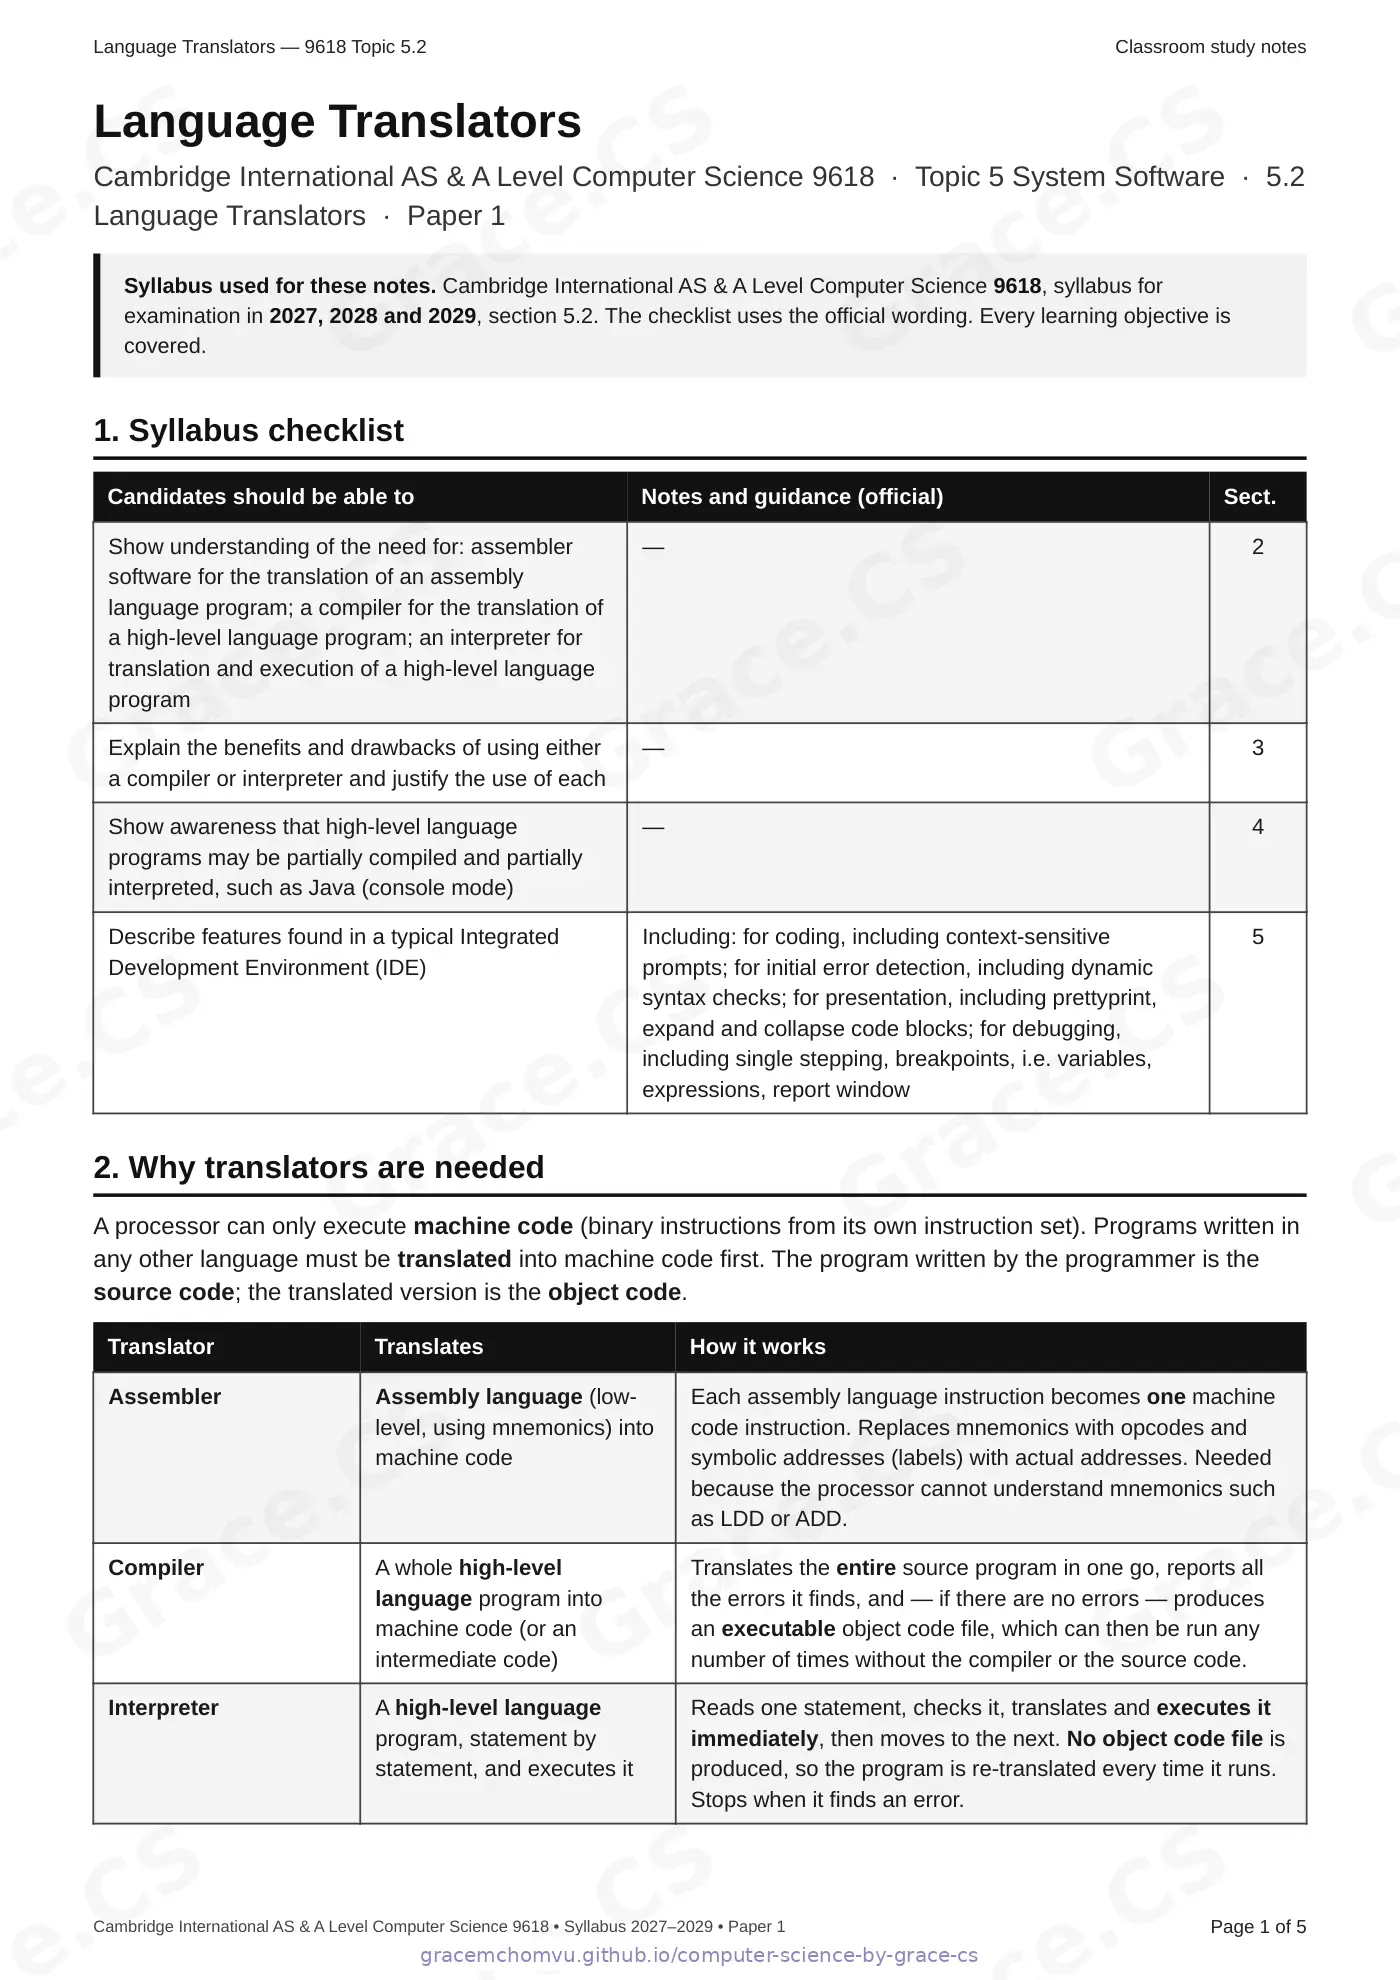 Language Translators — 9618 Topic 5.2
Classroom study notes
Language Translators
Cambridge International AS & A Level Computer Science 9618 · Topic 5 System Software · 5.2
Language Translators · Paper 1
Syllabus used for these notes. Cambridge International AS & A Level Computer Science 9618, syllabus for
examination in 2027, 2028 and 2029, section 5.2. The checklist uses the official wording. Every learning objective is
covered.
1. Syllabus checklist
Candidates should be able to
Notes and guidance (official)
Sect.
Show understanding of the need for: assembler
software for the translation of an assembly
language program; a compiler for the translation of
a high-level language program; an interpreter for
translation and execution of a high-level language
program
—
2
Explain the benefits and drawbacks of using either
a compiler or interpreter and justify the use of each
—
3
Show awareness that high-level language
programs may be partially compiled and partially
interpreted, such as Java (console mode)
—
4
Describe features found in a typical Integrated
Development Environment (IDE)
Including: for coding, including context-sensitive
prompts; for initial error detection, including dynamic
syntax checks; for presentation, including prettyprint,
expand and collapse code blocks; for debugging,
including single stepping, breakpoints, i.e. variables,
expressions, report window
5
2. Why translators are needed
A processor can only execute machine code (binary instructions from its own instruction set). Programs written in
any other language must be translated into machine code first. The program written by the programmer is the
source code; the translated version is the object code.
Translator
Translates
How it works
Assembler
Assembly language (low-
level, using mnemonics) into
machine code
Each assembly language instruction becomes one machine
code instruction. Replaces mnemonics with opcodes and
symbolic addresses (labels) with actual addresses. Needed
because the processor cannot understand mnemonics such
as LDD or ADD.
Compiler
A whole high-level
language program into
machine code (or an
intermediate code)
Translates the entire source program in one go, reports all
the errors it finds, and — if there are no errors — produces
an executable object code file, which can then be run any
number of times without the compiler or the source code.
Interpreter
A high-level language
program, statement by
statement, and executes it
Reads one statement, checks it, translates and executes it
immediately, then moves to the next. No object code file is
produced, so the program is re-translated every time it runs.
Stops when it finds an error.
Cambridge International AS & A Level Computer Science 9618 • Syllabus 2027–2029 • Paper 1
Page 1 of 5
gracemchomvu.github.io/computer-science-by-grace-cs
Grace.CS